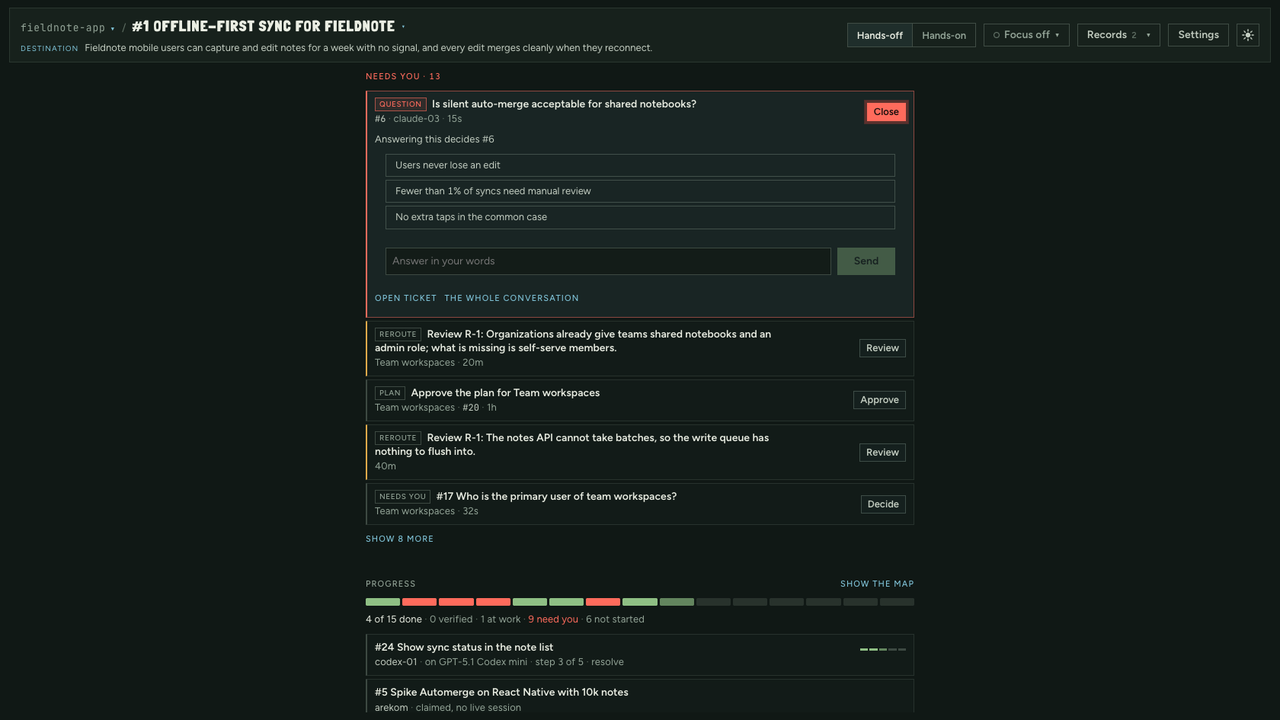 fieldnote-app ▾ / #1 OFFLINE-FIRST SYNC FOR FIELDNOTE
DESTINATION Fieldnote mobile users can capture and edit notes for a week with no signal, and every edit merges cleanly when they reconnect.
Hands-off Hands-on Focus off ▾ Records 2 ▾ Settings
NEEDS YOU · 13
QUESTION Is silent auto-merge acceptable for shared notebooks?
#6 · claude-03 · 15s
Close
Answering this decides #6
Users never lose an edit
Fewer than 1% of syncs need manual review
No extra taps in the common case
Answer in your words
Send
OPEN TICKET THE WHOLE CONVERSATION
REROUTE Review R-1: Organizations already give teams shared notebooks and an
admin role; what is missing is self-serve members.
Team workspaces · 20m
Review
PLAN Approve the plan for Team workspaces
Team workspaces · #20 · 1h
Approve
REROUTE Review R-1: The notes API cannot take batches, so the write queue has
nothing to flush into.
40m
Review
NEEDS YOU #17 Who is the primary user of team workspaces?
Team workspaces · 32s
Decide
SHOW 8 MORE
PROGRESS
SHOW THE MAP
4 of 15 done · 0 verified · 1 at work · 9 need you · 6 not started
#24 Show sync status in the note list
codex-01 · on GPT-5.1 Codex mini · step 3 of 5 · resolve
#5 Spike Automerge on React Native with 10k notes
arekom · claimed, no live session